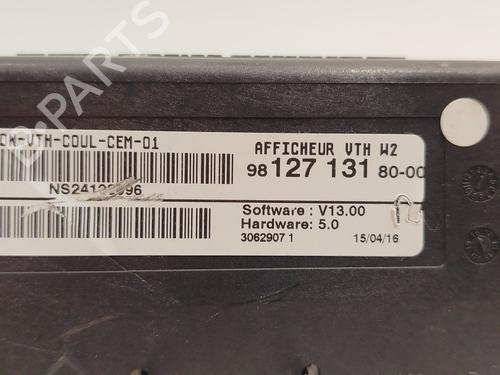 OW-VTH-COUL-CEM-01
AFFICHEUR VTH W2
98 127 131 80-00
Software : V13.00
Hardware: 5.0
3062907 1 15/04/16
B-PARTS